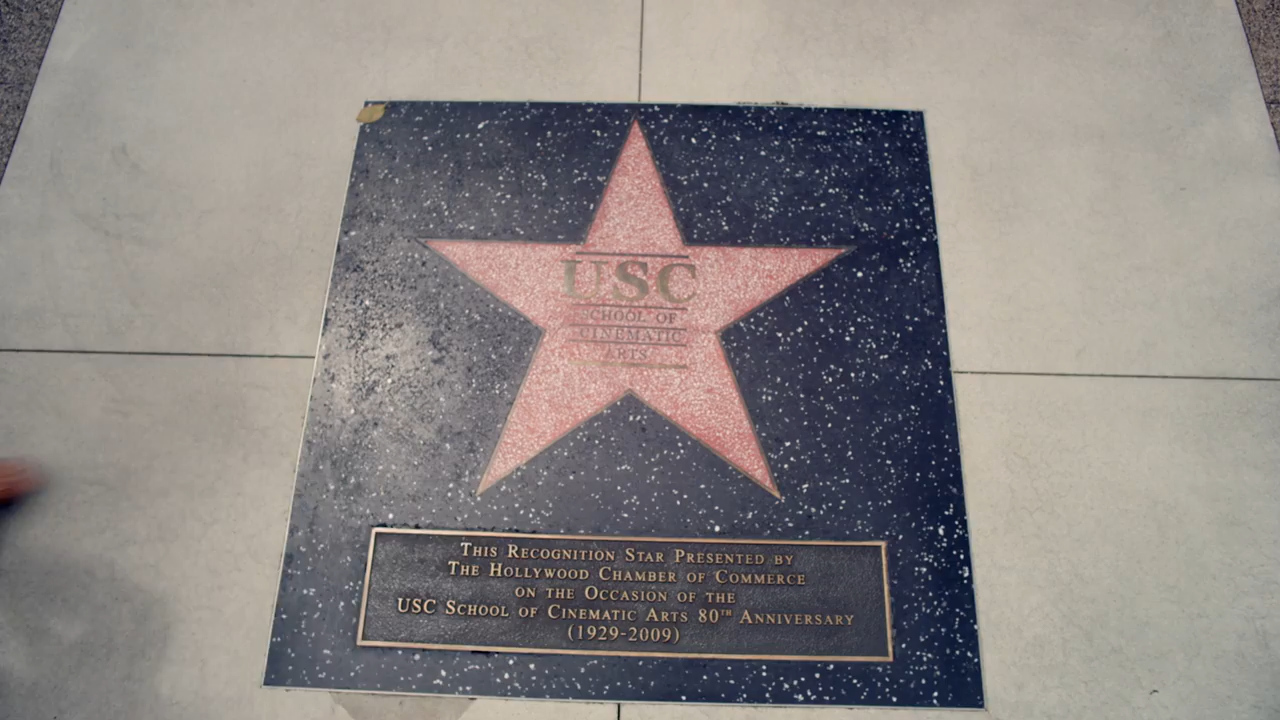 USC
SCHOOL OF
CINEMATIC
ARTS
THIS RECOGNITION STAR PRESENTED BY
THE HOLLYWOOD CHAMBER OF COMMERCE
ON THE OCCASION OF THE
USC SCHOOL OF CINEMATIC ARTS 80TH ANNIVERSARY
(1929-2009)